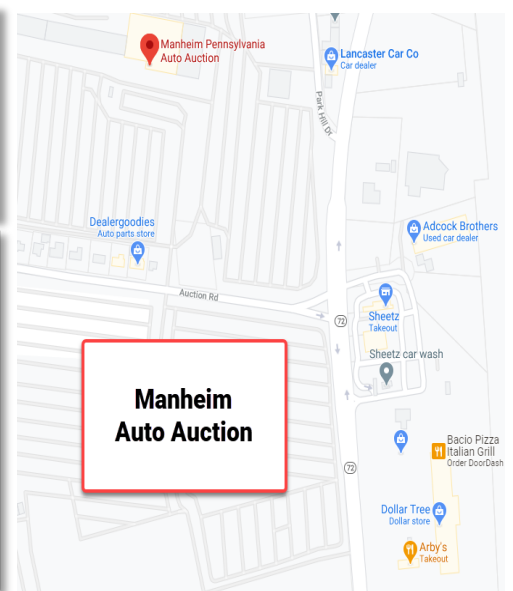 Manheim Pennsylvania
Auto Auction
Lancaster Car Co
Car dealer
Park Hill Dr
Dealergoodies
Auto parts store
Adcock Brothers
Used car dealer
Auction Rd
72
Sheetz
Takeout
Sheetz car wash
Manheim
Auto Auction
Bacio Pizza
Italian Grill
Order DoorDash
72
Dollar Tree
Dollar store
Arby's
Takeout